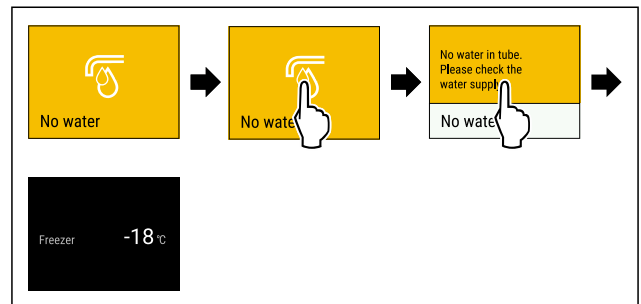 No water
No wate
No water in tube.
Please check the
water supply
No wate
Freezer -18 °C